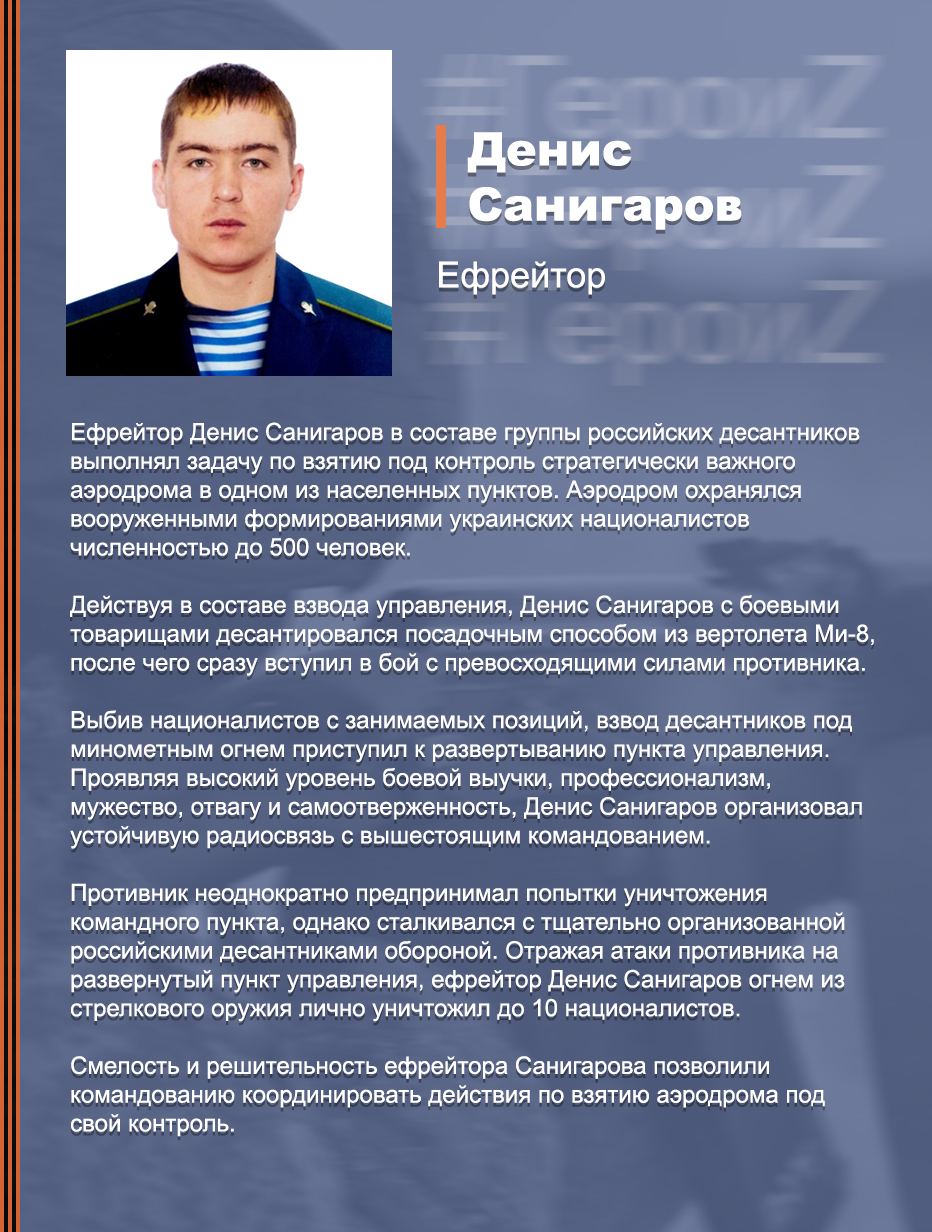 #ГероиZ
Денис
#ГероиZ
Санигаров
Ефрейтор
#ГероиZ
Ефрейтор Денис Санигаров в составе группы российских десантников
выполнял задачу по взятию под контроль стратегически важного
аэродрома в одном из населенных пунктов. Аэродром охранялся
вооруженными формированиями украинских националистов
численностью до 500 человек.
Действуя в составе взвода управления, Денис Санигаров с боевыми
товарищами десантировался посадочным способом из вертолета Ми-8,
после чего сразу вступил в бой с превосходящими силами противника.
Выбив националистов с занимаемых позиций, взвод десантников под
минометным огнем приступил к развертыванию пункта управления.
Проявляя высокий уровень боевой выучки, профессионализм,
мужество, отвагу и самоотверженность, Денис Санигаров организовал
устойчивую радиосвязь с вышестоящим командованием.
Противник неоднократно предпринимал попытки уничтожения
командного пункта, однако сталкивался с тщательно организованной
российскими десантниками обороной. Отражая атаки противника на
развернутый пункт управления, ефрейтор Денис Санигаров огнем из
стрелкового оружия лично уничтожил до 10 националистов.
Смелость и решительность ефрейтора Санигарова позволили
командованию координировать действия по взятию аэродрома под
свой контроль.